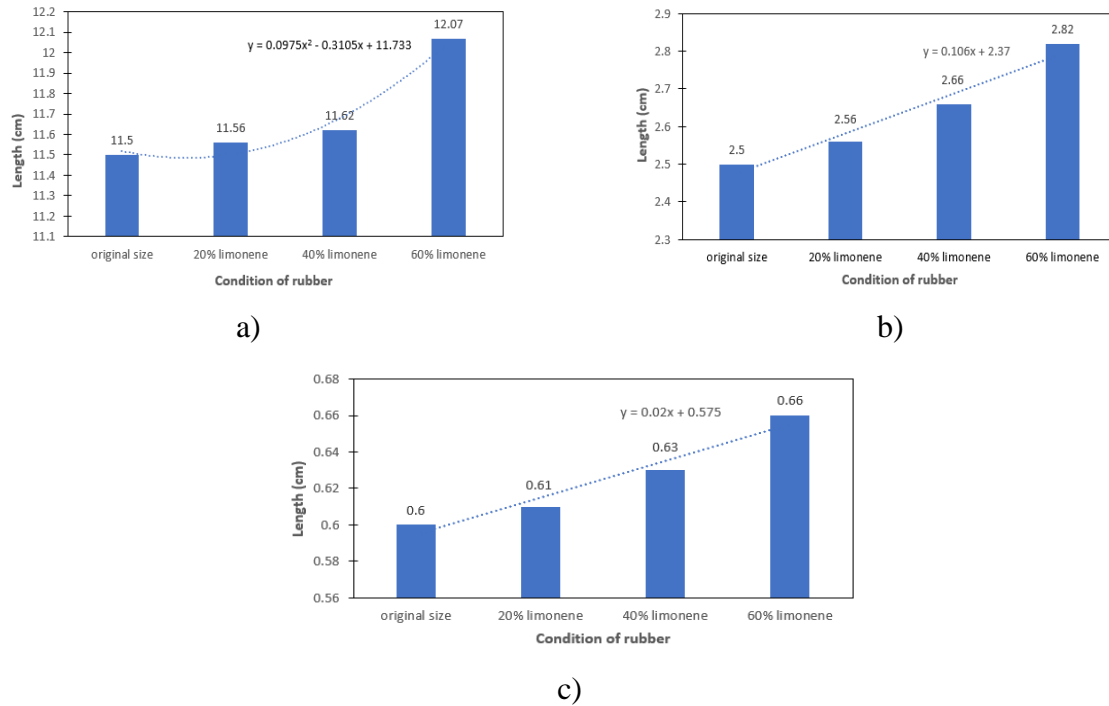 12.2
12.1
12
11.9
11.8
11.7
11.6
11.5
11.4
11.3
11.2
11.1
Length (cm)
y = 0.0975x² - 0.3105x + 11.733
11.5
11.56
11.62
12.07
original size
20% limonene
40% limonene
60% limonene
Condition of rubber
a)
2.9
2.8
2.7
2.6
2.5
2.4
2.3
Length (cm)
y = 0.106x + 2.37
2.5
2.56
2.66
2.82
original size
20% limonene
40% limonene
60% limonene
Condition of rubber
b)
0.68
0.66
0.64
0.62
0.6
0.58
0.56
Length (cm)
y = 0.02x + 0.575
0.6
0.61
0.63
0.66
original size
20% limonene
40% limonene
60% limonene
Condition of rubber
c)